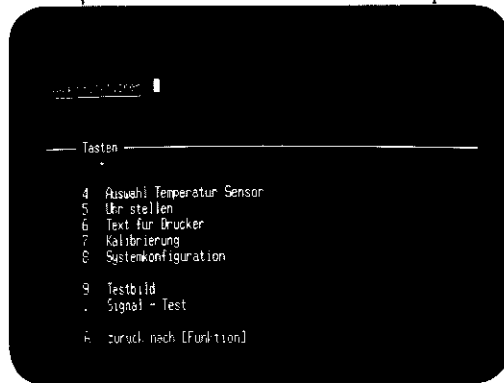 Tasten
4 Auswahl Temperatur Sensor
5 Uhr stellen
6 Text für Drucker
7 Kalibrierung
8 Systemkonfiguration
9 Testbild
. Signal - Test
zurück nach [Funktion]